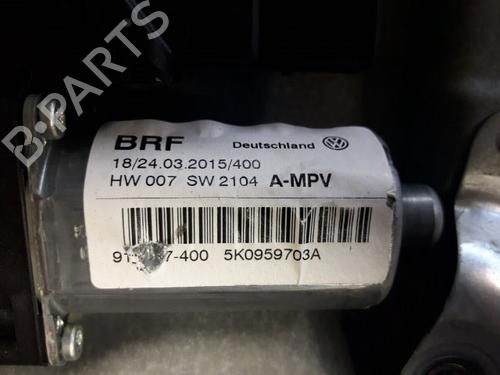 BRF Deutschland
18/24.03.2015/400
HW 007 SW 2104 A-MPV
5K0959703A
B-PARTS